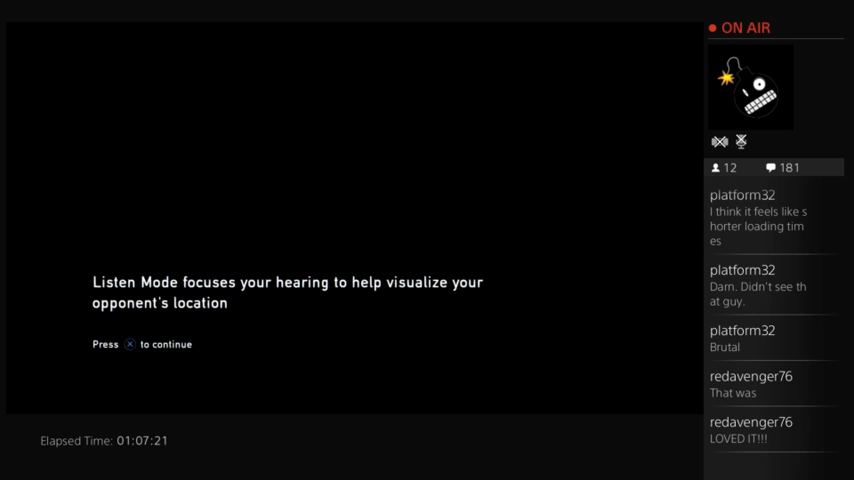 ON AIR
12 181
platform32
I think it feels like s
horter loading tim
es
platform32
Darn. Didn't see th
at guy.
platform32
Brutal
redavenger76
That was
redavenger76
LOVED IT!!!
Listen Mode focuses your hearing to help visualize your
opponent's location
Press to continue
Elapsed Time: 01:07:21